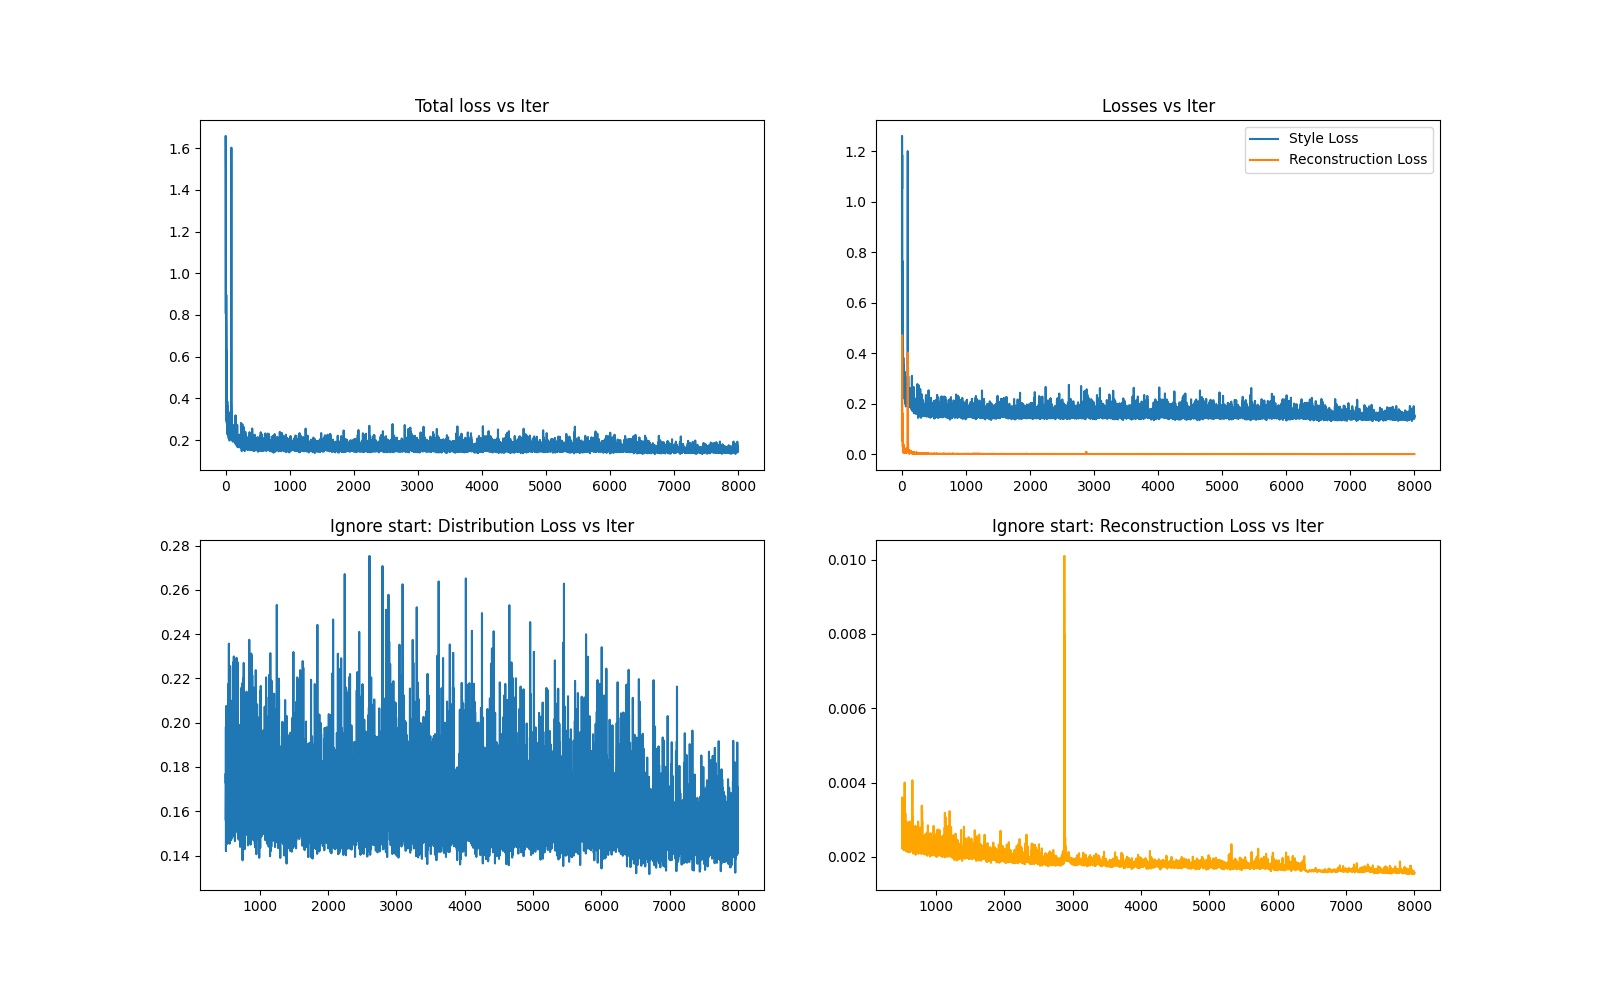 Total loss vs Iter
1.6
1.4
1.2
1.0
0.8
0.6
0.4
0.2
0 1000 2000 3000 4000 5000 6000 7000 8000
Losses vs Iter
Style Loss
Reconstruction Loss
1.2
1.0
0.8
0.6
0.4
0.2
0.0
0 1000 2000 3000 4000 5000 6000 7000 8000
Ignore start: Distribution Loss vs Iter
0.28
0.26
0.24
0.22
0.20
0.18
0.16
0.14
1000 2000 3000 4000 5000 6000 7000 8000
Ignore start: Reconstruction Loss vs Iter
0.010
0.008
0.006
0.004
0.002
1000 2000 3000 4000 5000 6000 7000 8000